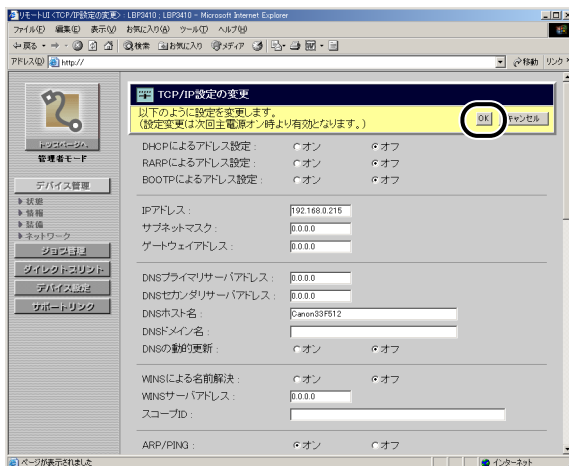 リモートUI <TCP/IP設定の変更> : LBP3410 ; LBP3410 - Microsoft Internet Explorer
ファイル(F) 編集(E) 表示(V) お気に入り(A) ツール(T) ヘルプ(H)
戻る 検索 お気に入り メディア
アドレス(D) http:// 移動 リンク
TCP/IP設定の変更
以下のように設定を変更します。
(設定変更は次回主電源オン時より有効となります。)
OK キャンセル
トップページへ
管理者モード
デバイス管理
状態
情報
装備
ネットワーク
ジョブ管理
ダイレクトプリント
デバイス設定
サポートリンク
DHCPによるアドレス設定 : オン オフ
RARPによるアドレス設定 : オン オフ
BOOTPによるアドレス設定 : オン オフ
IPアドレス : 192.168.0.215
サブネットマスク : 0.0.0.0
ゲートウェイアドレス : 0.0.0.0
DNSプライマリサーバアドレス : 0.0.0.0
DNSセカンダリサーバアドレス : 0.0.0.0
DNSホスト名 : Canon33F512
DNSドメイン名 :
DNSの動的更新 : オン オフ
WINSによる名前解決 : オン オフ
WINSサーバアドレス : 0.0.0.0
スコープID :
ARP/PING : オン オフ
ページが表示されました インターネット